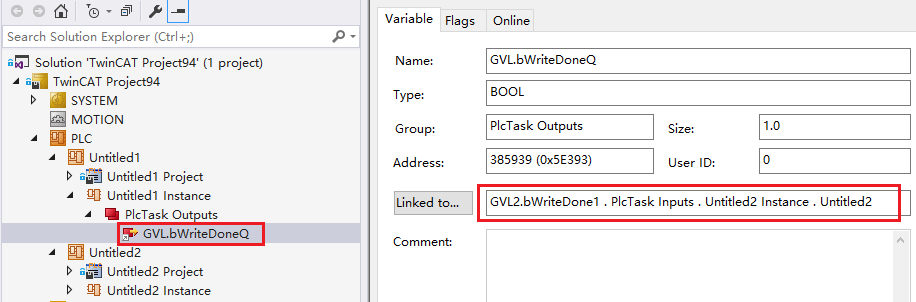 Search Solution Explorer (Ctrl+;)
Solution 'TwinCAT Project94' (1 project)
TwinCAT Project94
SYSTEM
MOTION
PLC
Untitled1
Untitled1 Project
Untitled1 Instance
PlcTask Outputs
GVL.bWriteDoneQ
Untitled2
Untitled2 Project
Untitled2 Instance
Variable Flags Online
Name: GVL.bWriteDoneQ
Type: BOOL
Group: PlcTask Outputs Size: 1.0
Address: 385939 (0x5E393) User ID: 0
Linked to... GVL2.bWriteDone1 . PlcTask Inputs . Untitled2 Instance . Untitled2
Comment: